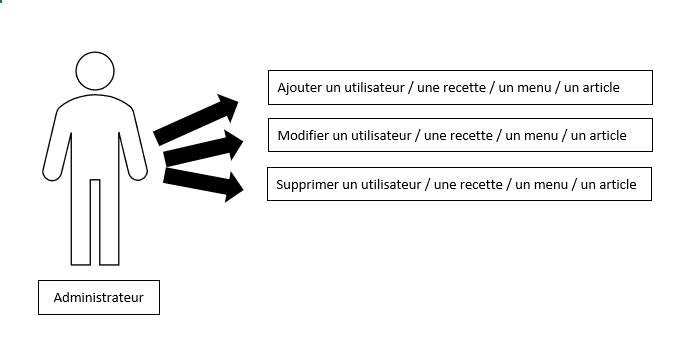 Ajouter un utilisateur / une recette / un menu / un article
Modifier un utilisateur / une recette / un menu / un article
Supprimer un utilisateur / une recette / un menu / un article
Administrateur